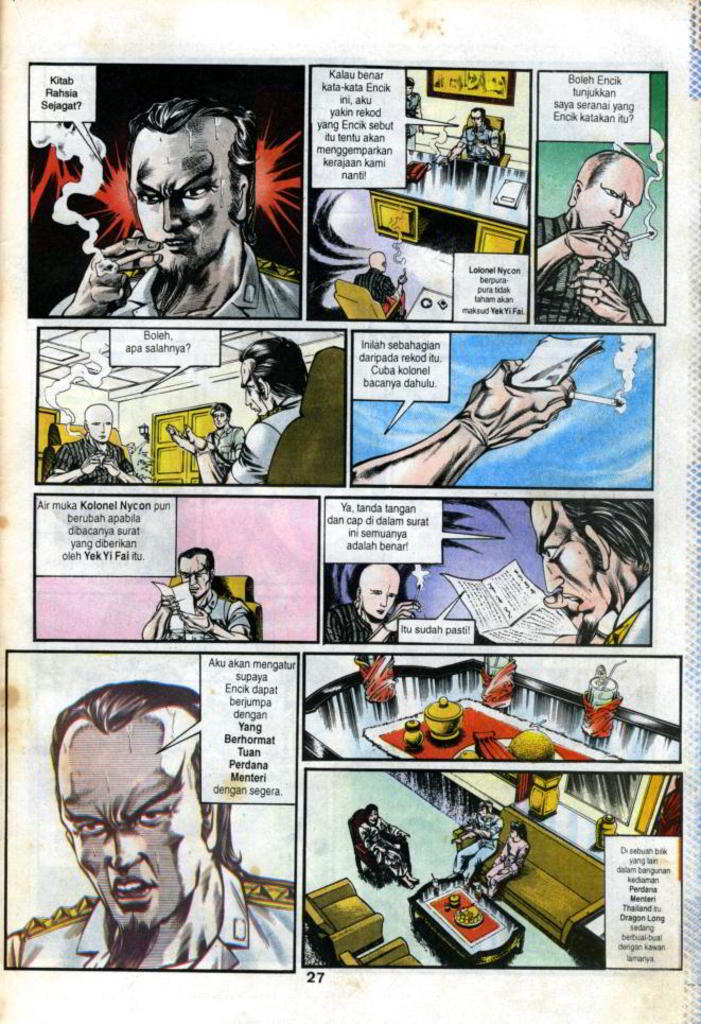 Kitab
Rahsia
Sejagat?
Kalau benar
kata-kata Encik
ini, aku
yakin rekod
yang Encik sebut
itu tentu akan
menggemparkan
kerajaan kami
nanti!
Lolonel Nycon
berpura-
pura tidak
faham akan
maksud Yek Yi Fai.
Boleh Encik
tunjukkan
saya seranai yang
Encik katakan itu?
Boleh,
apa salahnya?
Inilah sebahagian
daripada rekod itu.
Cuba kolonel
bacanya dahulu.
Air muka Kolonel Nycon pun
berubah apabila
dibacanya surat
yang diberikan
oleh Yek Yi Fai itu.
Ya, tanda tangan
dan cap di dalam surat
ini semuanya
adalah benar!
Itu sudah pasti!
Aku akan mengatur
supaya
Encik dapat
berjumpa
dengan
Yang
Berhormat
Tuan
Perdana
Menteri
dengan segera.
Di sebuah bilik
yang lain
dalam bangunan
kediaman
Perdana
Menteri
Thailand itu,
Dragon Long
sedang
berbual-bual
dengan kawan
lamanya.
27